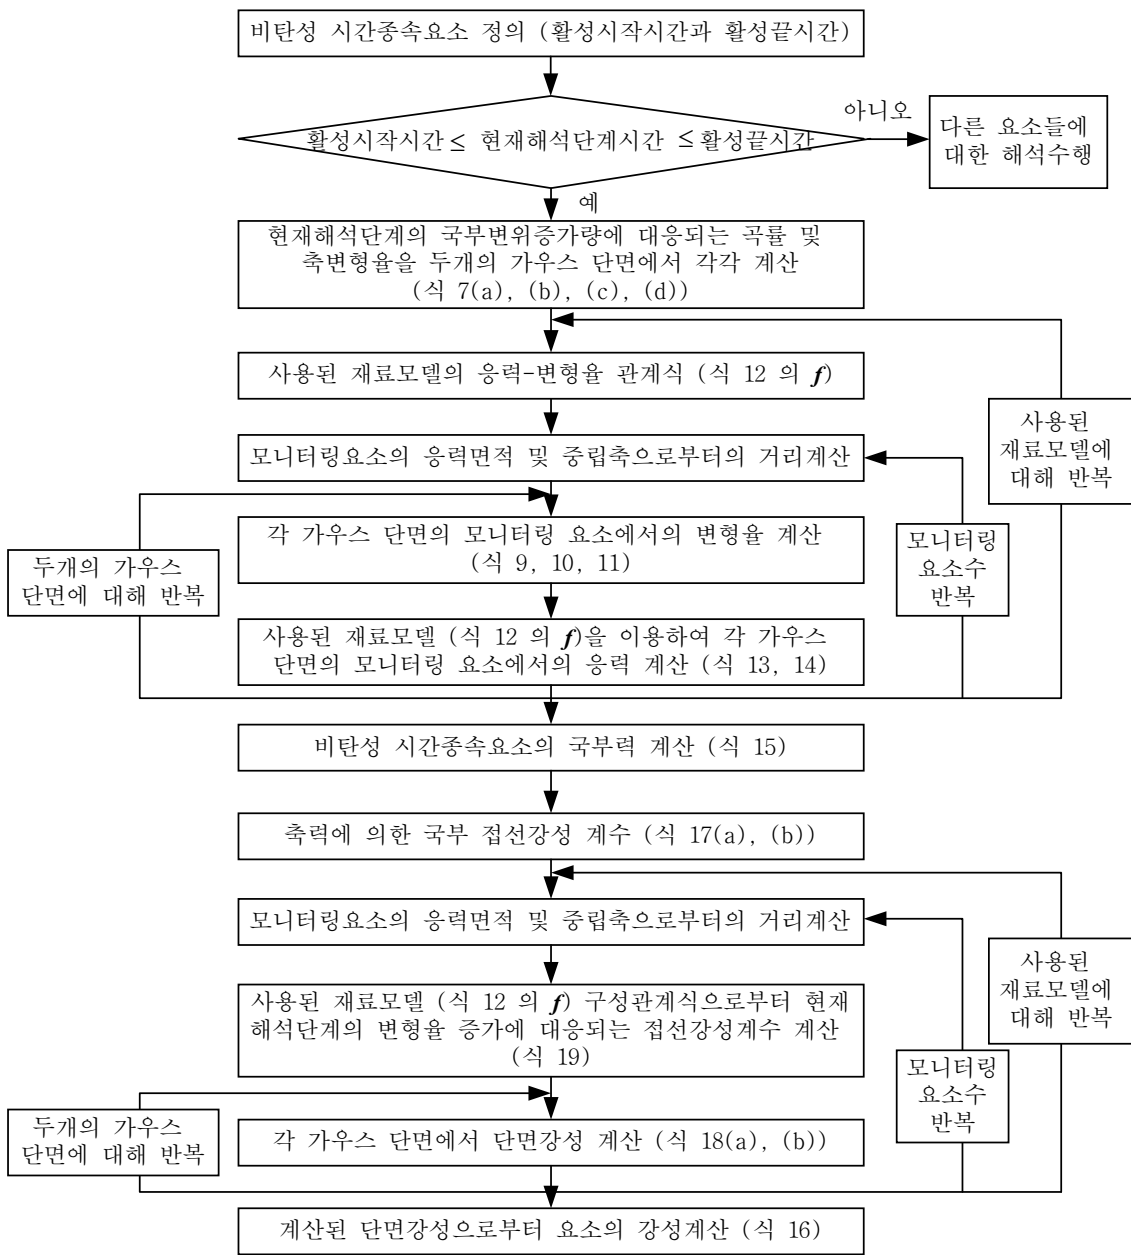 비탄성 시간종속요소 정의 (활성시작시간과 활성끝시간)
활성시작시간 ≤ 현재해석단계시간 ≤ 활성끝시간
아니오
다른 요소들에
대한 해석수행
예
현재해석단계의 국부변위증가량에 대응되는 곡률 및
축변형율을 두개의 가우스 단면에서 각각 계산
(식 7(a), (b), (c), (d))
사용된 재료모델의 응력-변형율 관계식 (식 12 의 f)
사용된
재료모델에
대해 반복
모니터링요소의 응력면적 및 중립축으로부터의 거리계산
각 가우스 단면의 모니터링 요소에서의 변형율 계산
(식 9, 10, 11)
모니터링
요소수
반복
두개의 가우스
단면에 대해 반복
사용된 재료모델 (식 12 의 f)을 이용하여 각 가우스
단면의 모니터링 요소에서의 응력 계산 (식 13, 14)
비탄성 시간종속요소의 국부력 계산 (식 15)
축력에 의한 국부 접선강성 계수 (식 17(a), (b))
모니터링요소의 응력면적 및 중립축으로부터의 거리계산
사용된
재료모델에
대해 반복
사용된 재료모델 (식 12 의 f) 구성관계식으로부터 현재
해석단계의 변형율 증가에 대응되는 접선강성계수 계산
(식 19)
모니터링
요소수
반복
두개의 가우스
단면에 대해 반복
각 가우스 단면에서 단면강성 계산 (식 18(a), (b))
계산된 단면강성으로부터 요소의 강성계산 (식 16)